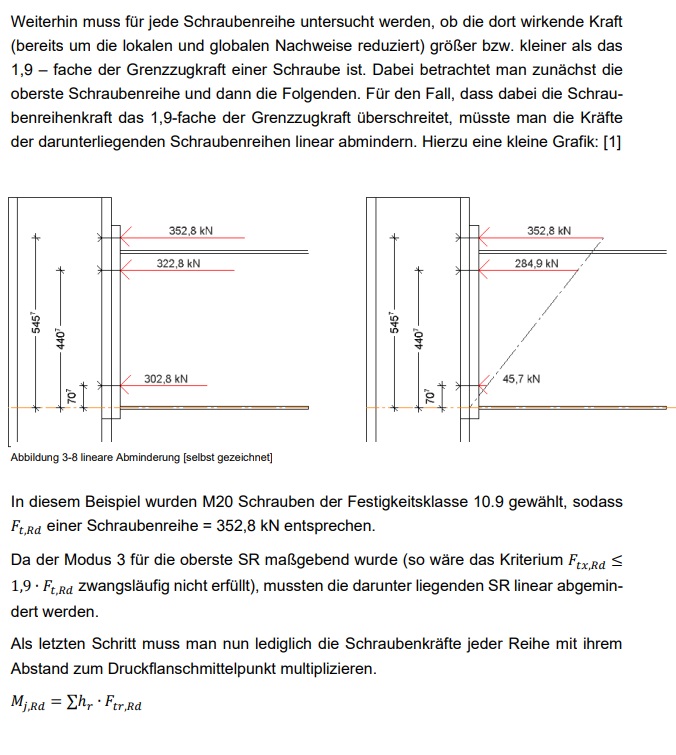 Weiterhin muss für jede Schraubenreihe untersucht werden, ob die dort wirkende Kraft
(bereits um die lokalen und globalen Nachweise reduziert) größer bzw. kleiner als das
1,9 – fache der Grenzzugkraft einer Schraube ist. Dabei betrachtet man zunächst die
oberste Schraubenreihe und dann die Folgenden. Für den Fall, dass dabei die Schrau-
benreihenkraft das 1,9-fache der Grenzzugkraft überschreitet, müsste man die Kräfte
der darunterliegenden Schraubenreihen linear abmindern. Hierzu eine kleine Grafik: [1]
352,8 kN
322,8 kN
302,8 kN
545⁷
440⁷
70⁷
352,8 kN
284,9 kN
45,7 kN
545⁷
440⁷
70⁷
Abbildung 3-8 lineare Abminderung [selbst gezeichnet]
In diesem Beispiel wurden M20 Schrauben der Festigkeitsklasse 10.9 gewählt, sodass
F_{t,Rd} einer Schraubenreihe = 352,8 kN entsprechen.
Da der Modus 3 für die oberste SR maßgebend wurde (so wäre das Kriterium F_{tx,Rd} ≤
1,9 · F_{t,Rd} zwangsläufig nicht erfüllt), mussten die darunter liegenden SR linear abgemin-
dert werden.
Als letzten Schritt muss man nun lediglich die Schraubenkräfte jeder Reihe mit ihrem
Abstand zum Druckflanschmittelpunkt multiplizieren.
M_{j,Rd} = ∑h_r · F_{tr,Rd}